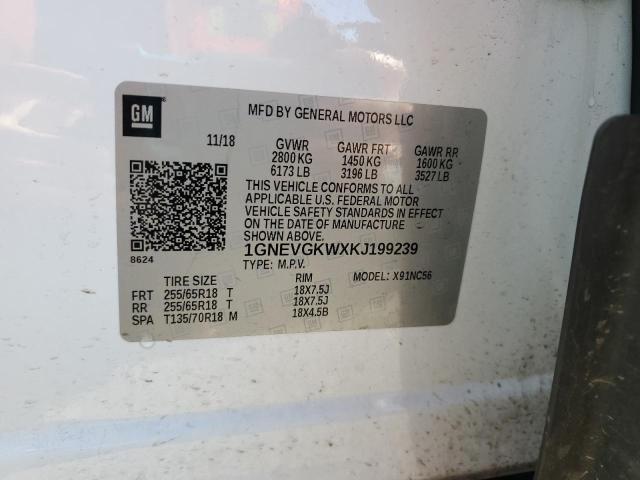 GM
MFD BY GENERAL MOTORS LLC
11/18 GVWR GAWR FRT GAWR RR
2800 KG 1450 KG 1600 KG
6173 LB 3196 LB 3527 LB
THIS VEHICLE CONFORMS TO ALL
APPLICABLE U.S. FEDERAL MOTOR
VEHICLE SAFETY STANDARDS IN EFFECT
ON THE DATE OF MANUFACTURE
SHOWN ABOVE.
8624
1GNEVGKWXKJ199239
TYPE: M.P.V. MODEL: X91NC56
TIRE SIZE RIM
FRT 255/65R18 T 18X7.5J
RR 255/65R18 T 18X7.5J
SPA T135/70R18 M 18X4.5B